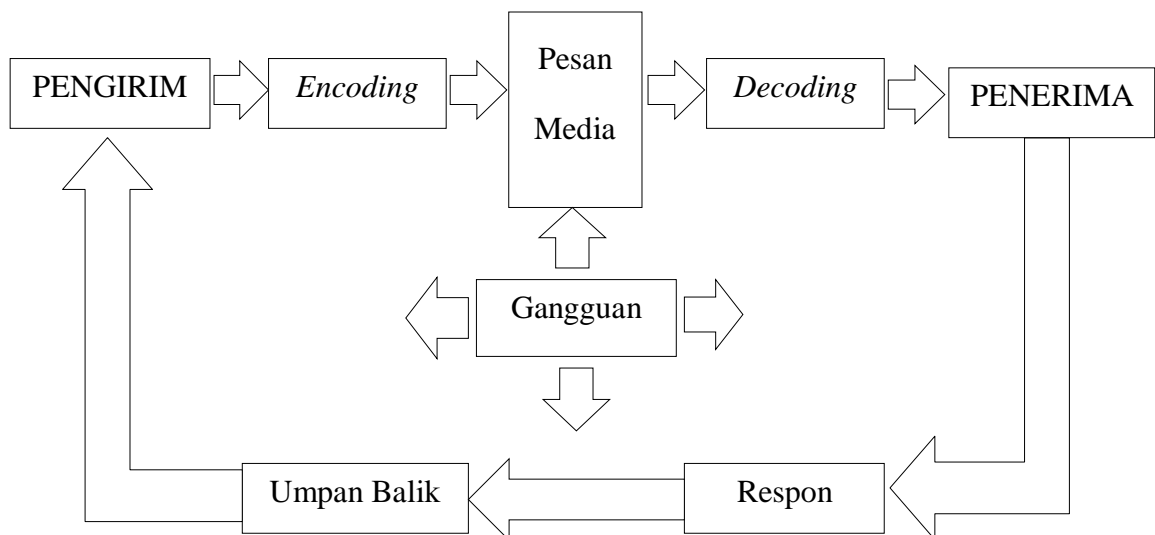 PENGIRIM
Encoding
Pesan
Media
Decoding
PENERIMA
Gangguan
Umpan Balik
Respon